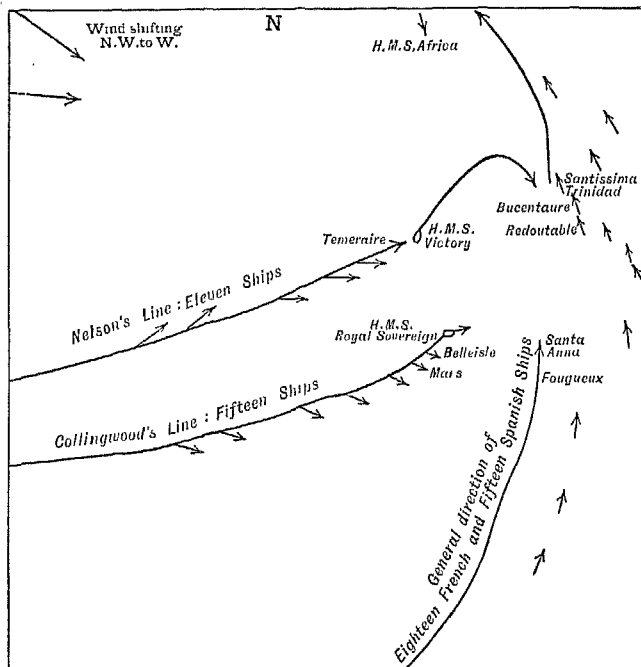 Wind shifting
N.W. to W.
N
H.M.S. Africa
Santissima
Trinidad
Bucentaure
Redoutable
Temeraire
H.M.S.
Victory
Nelson's Line : Eleven Ships
H.M.S.
Royal Sovereign
Belleisle
Mars
Santa
Anna
Fougueux
Collingwood's Line : Fifteen Ships
General direction of
Eighteen French and Fifteen Spanish Ships